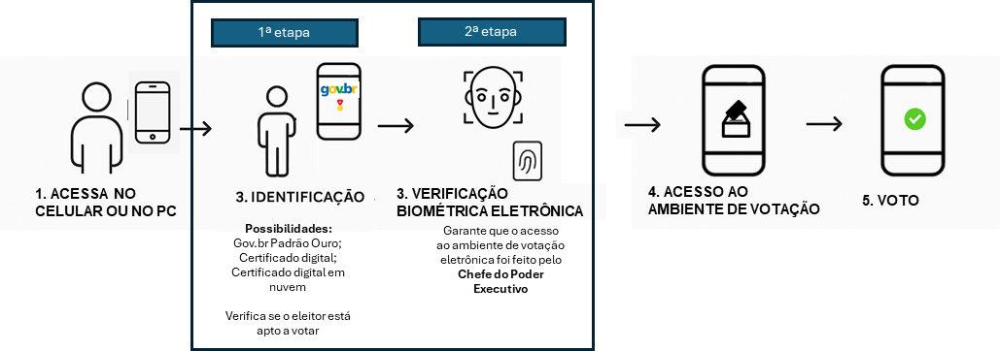 1ª etapa
2ª etapa
gov.br
1. ACESSA NO
CELULAR OU NO PC
3. IDENTIFICAÇÃO
Possibilidades:
Gov.br Padrão Ouro;
Certificado digital;
Certificado digital em
nuvem
Verifica se o eleitor está
apto a votar
3. VERIFICAÇÃO
BIOMÉTRICA ELETRÔNICA
Garante que o acesso
ao ambiente de votação
eletrônica foi feito pelo
Chefe do Poder
Executivo
4. ACESSO AO
AMBIENTE DE VOTAÇÃO
5. VOTO